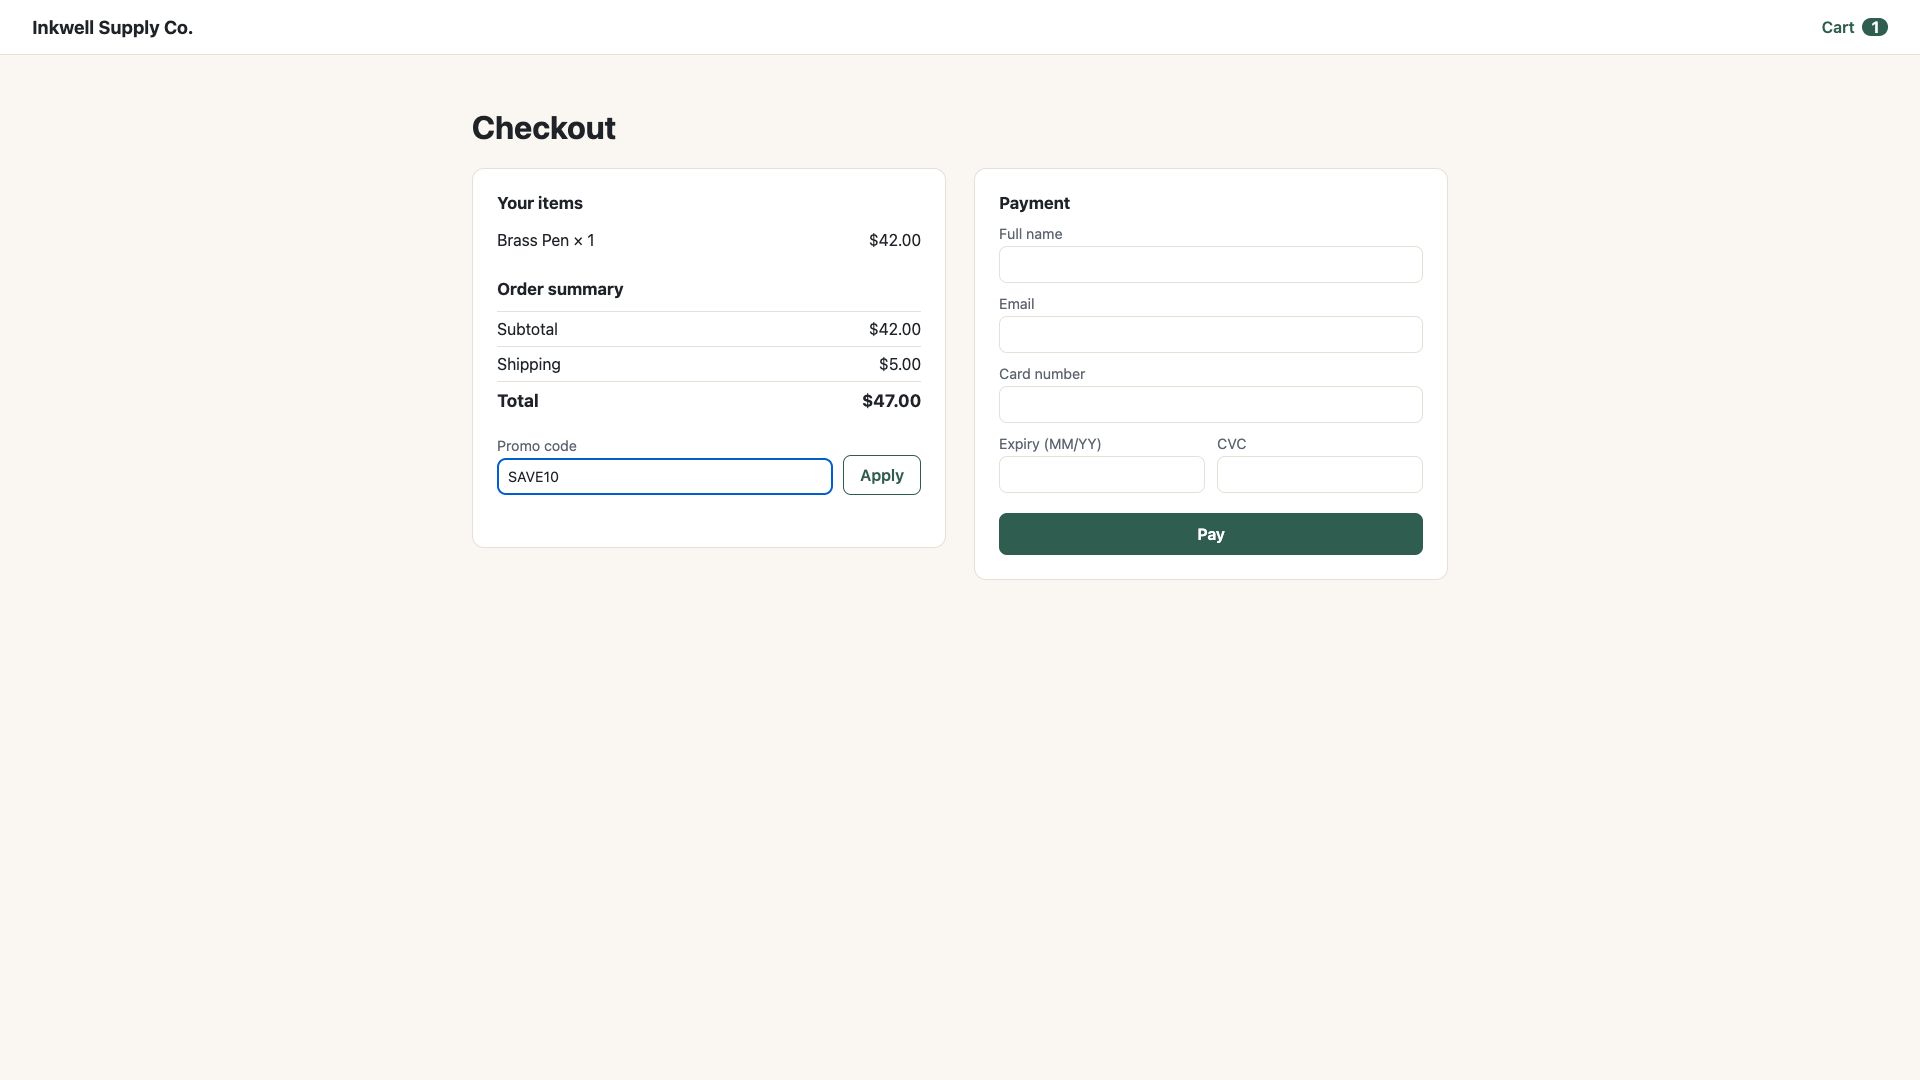 Inkwell Supply Co.
Cart 1
Checkout
Your items
Brass Pen × 1 $42.00
Order summary
Subtotal $42.00
Shipping $5.00
Total $47.00
Promo code
SAVE10 Apply
Payment
Full name
Email
Card number
Expiry (MM/YY) CVC
Pay